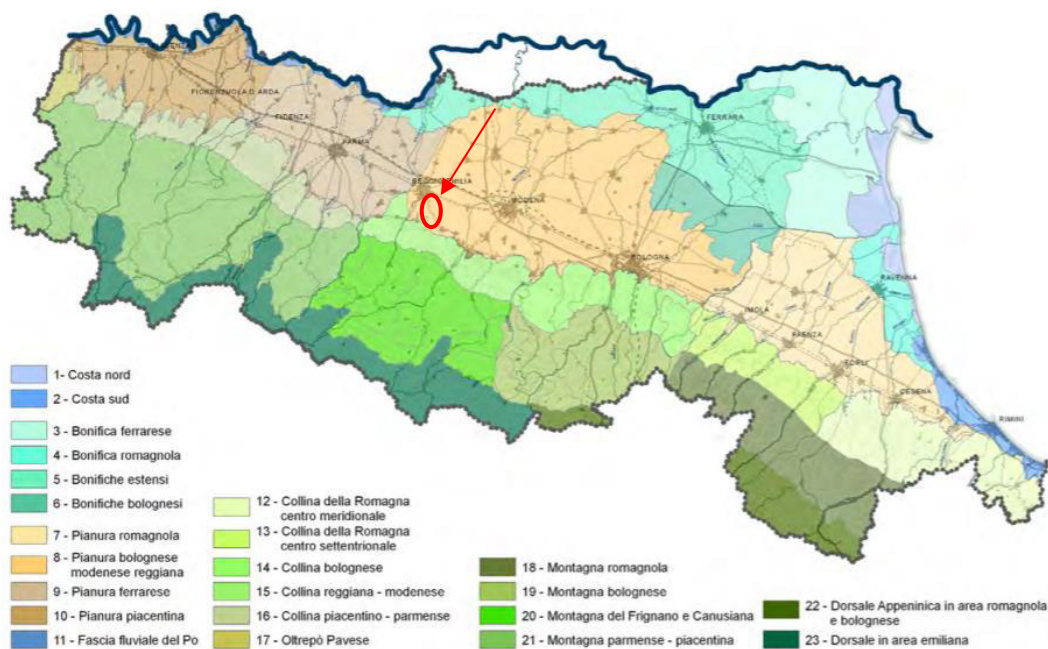 FIORENZUOLA D'ARDA
FIDENZA
PARMA
REGGIO EMILIA
MODENA
FERRARA
BOLOGNA
RAVENNA
IMOLA
FAENZA
FORLI
CESENA
RIMINI
1- Costa nord
2 - Costa sud
3 - Bonifica ferrarese
4 - Bonifica romagnola
5 - Bonifiche estensi
6 - Bonifiche bolognesi
7 - Pianura romagnola
8 - Pianura bolognese
modenese reggiana
9 - Pianura ferrarese
10 - Pianura piacentina
11 - Fascia fluviale del Po
12 - Collina della Romagna
centro meridionale
13 - Collina della Romagna
centro settentrionale
14 - Collina bolognese
15 - Collina reggiana - modenese
16 - Collina piacentino - parmense
17 - Oltrepò Pavese
18 - Montagna romagnola
19 - Montagna bolognese
20 - Montagna del Frignano e Canusiana
21 - Montagna parmense - piacentina
22 - Dorsale Appeninica in area romagnola
e bolognese
23 - Dorsale in area emiliana